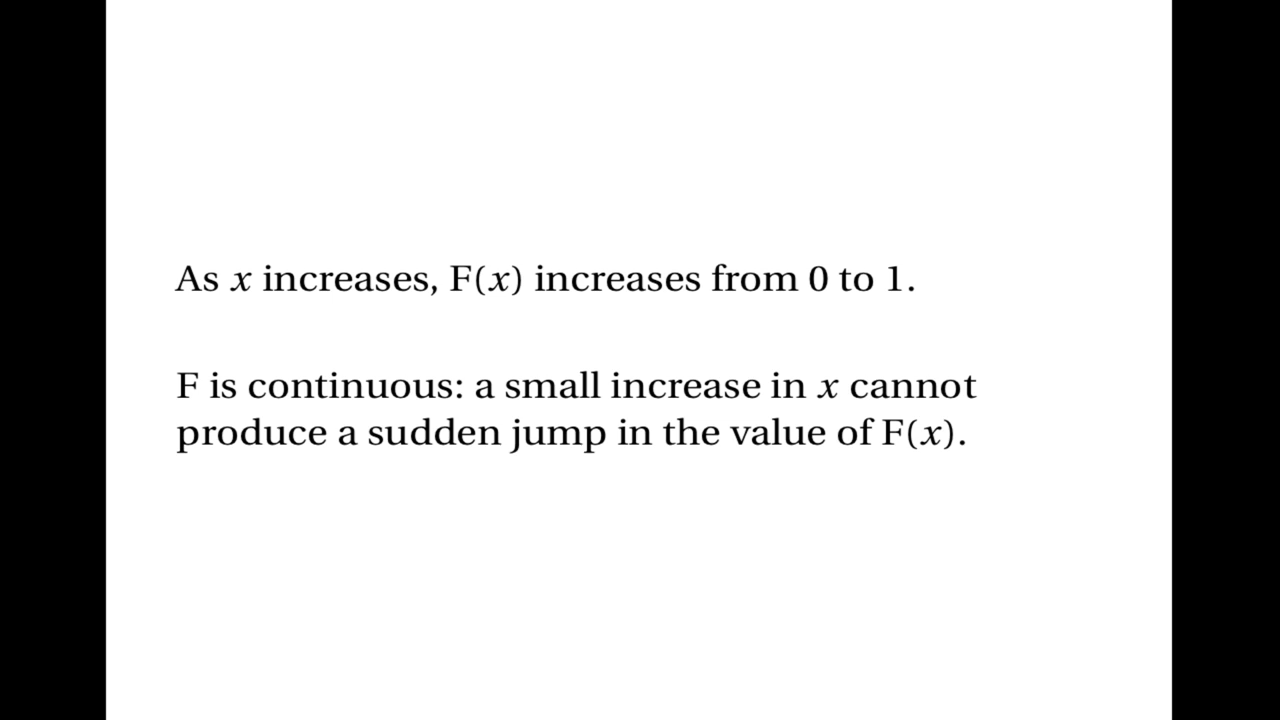 As x increases, F(x) increases from 0 to 1.
F is continuous: a small increase in x cannot
produce a sudden jump in the value of F(x).